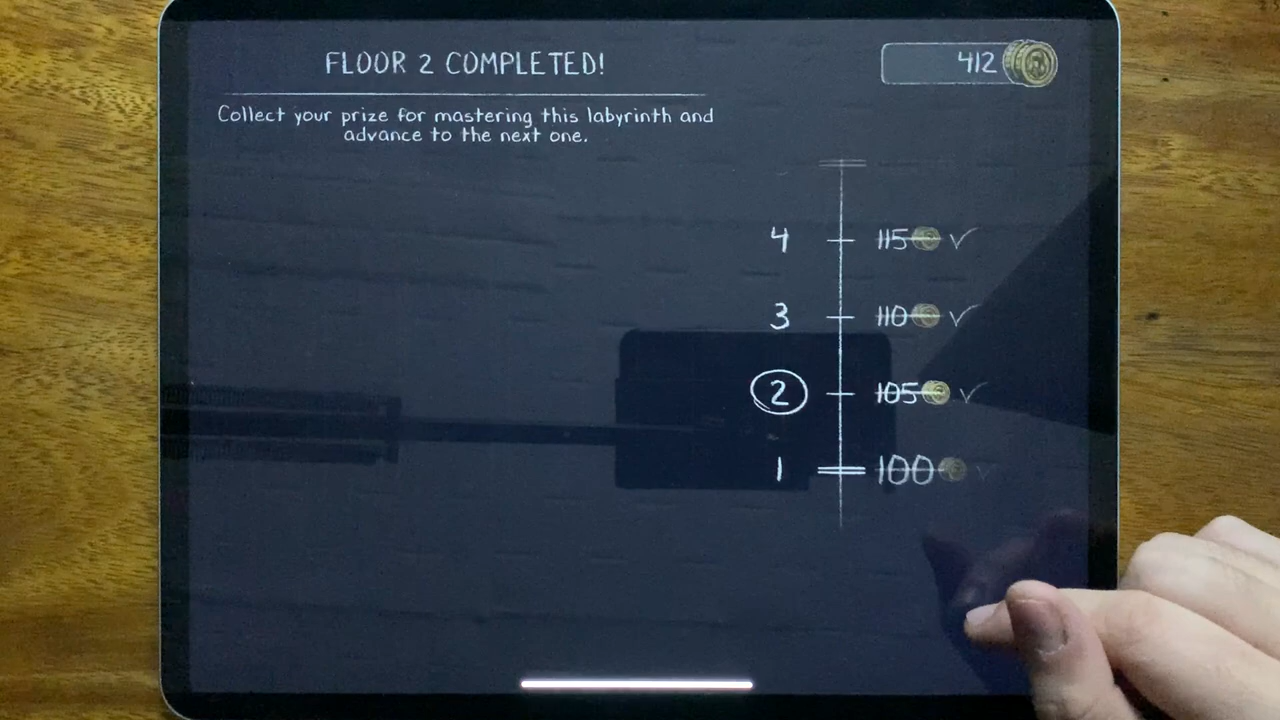 FLOOR 2 COMPLETED!
412
Collect your prize for mastering this labyrinth and
advance to the next one.
4 115
3 110
2 105
1 100